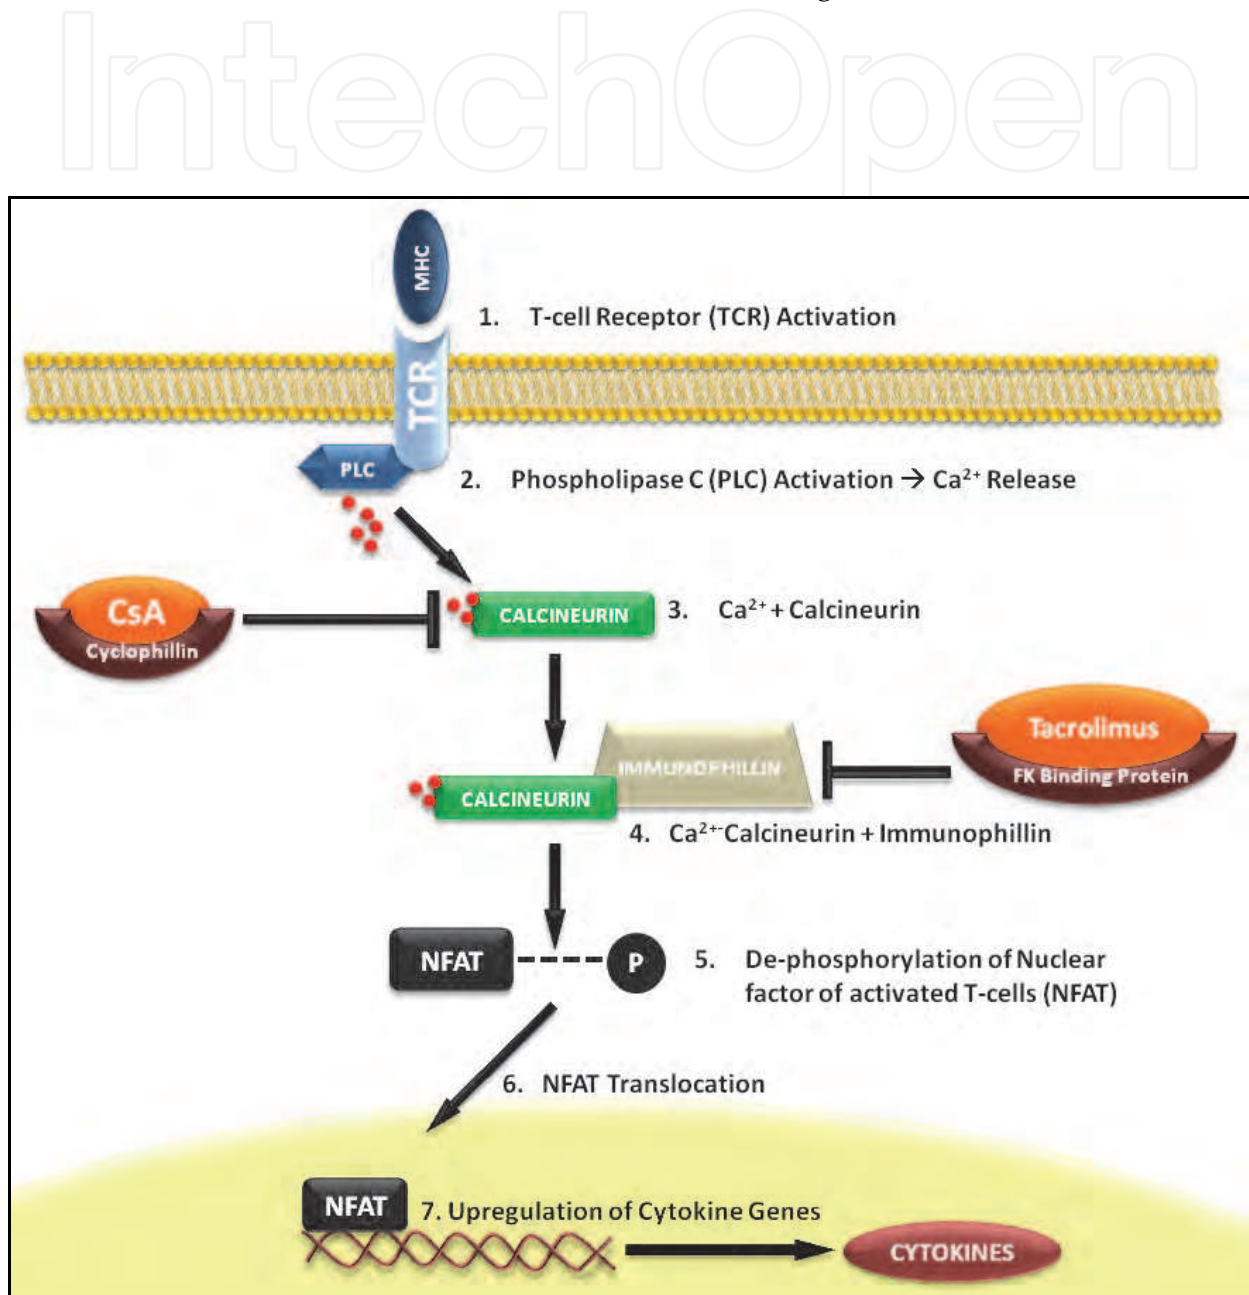 IntechOpen
MHC
1. T-cell Receptor (TCR) Activation
TCR
PLC
2. Phospholipase C (PLC) Activation → Ca²⁺ Release
CsA
Cyclophillin
CALCINEURIN
3. Ca²⁺ + Calcineurin
Tacrolimus
FK Binding Protein
IMMUNOPHILLIN
CALCINEURIN
4. Ca²⁺-Calcineurin + Immunophillin
NFAT
P
5. De-phosphorylation of Nuclear
factor of activated T-cells (NFAT)
6. NFAT Translocation
NFAT
7. Upregulation of Cytokine Genes
CYTOKINES